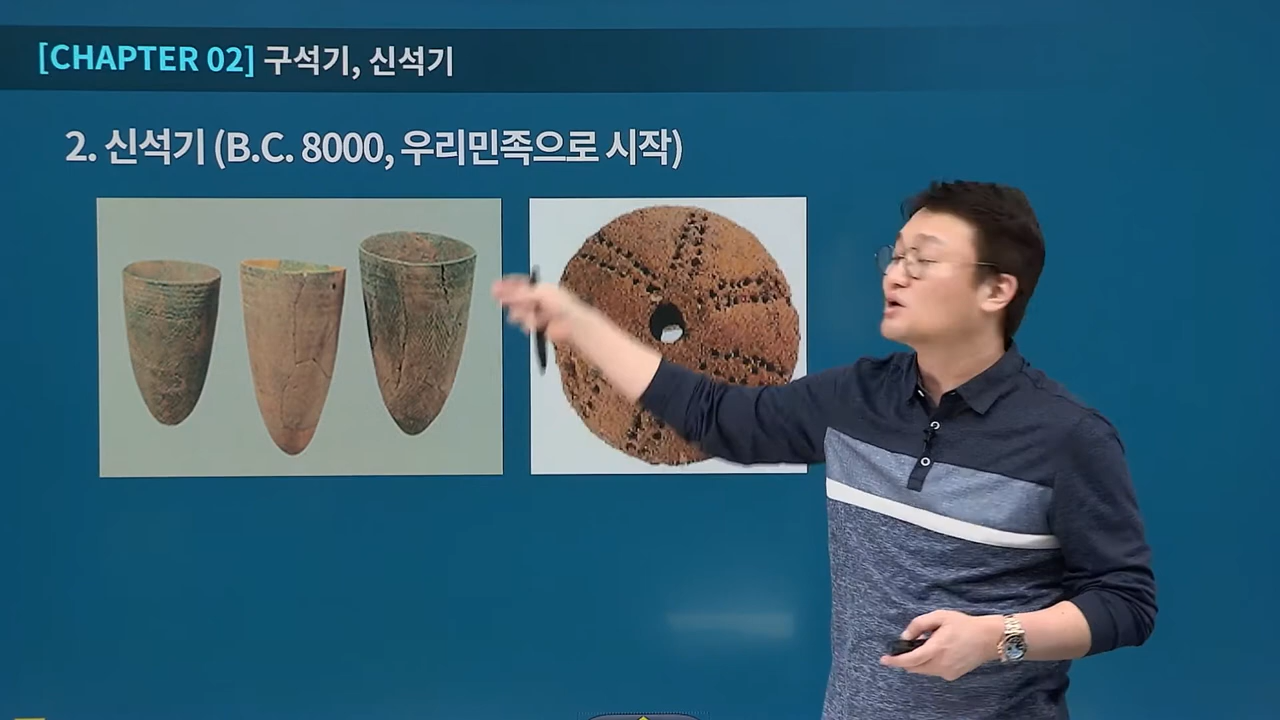 [CHAPTER 02] 구석기, 신석기
2. 신석기 (B.C. 8000, 우리민족으로 시작)